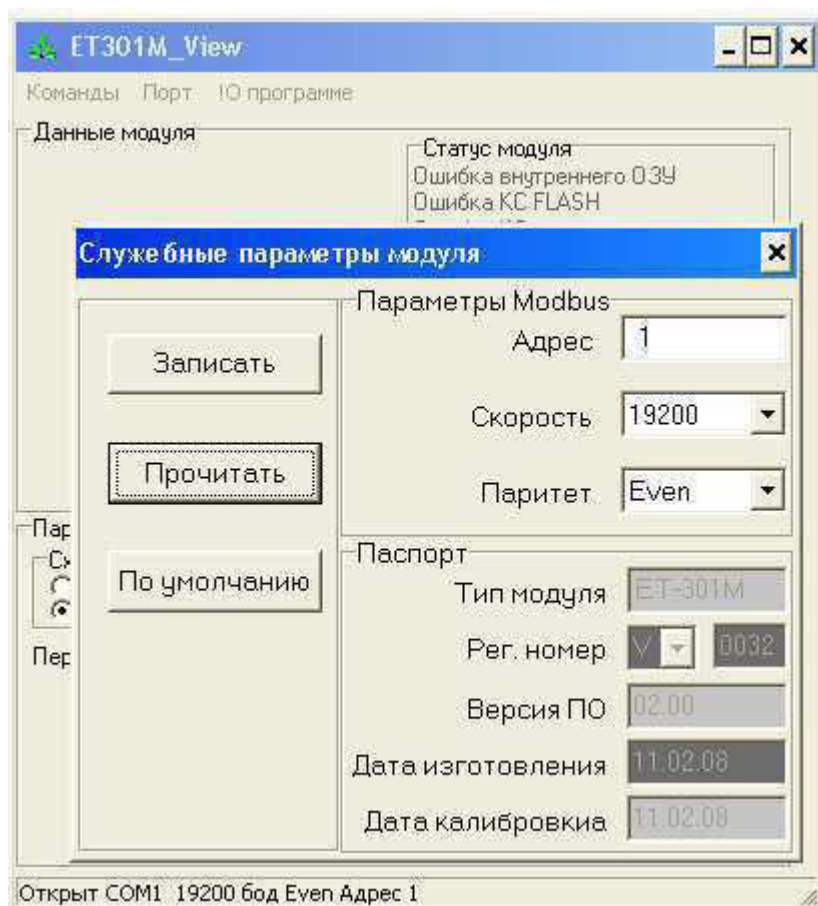 ET301M_View
Команды Порт !О программе
Данные модуля
Статус модуля
Ошибка внутреннего ОЗУ
Ошибка КС FLASH
Служебные параметры модуля
Записать
Прочитать
По умолчанию
Параметры Modbus
Адрес 1
Скорость 19200
Паритет Even
Паспорт
Тип модуля ET-301M
Рег. номер V 0032
Версия ПО 02.00
Дата изготовления 11.02.08
Дата калибровкиа 11.02.08
Пар
Пер
Открыт COM1 19200 бод Even Адрес 1